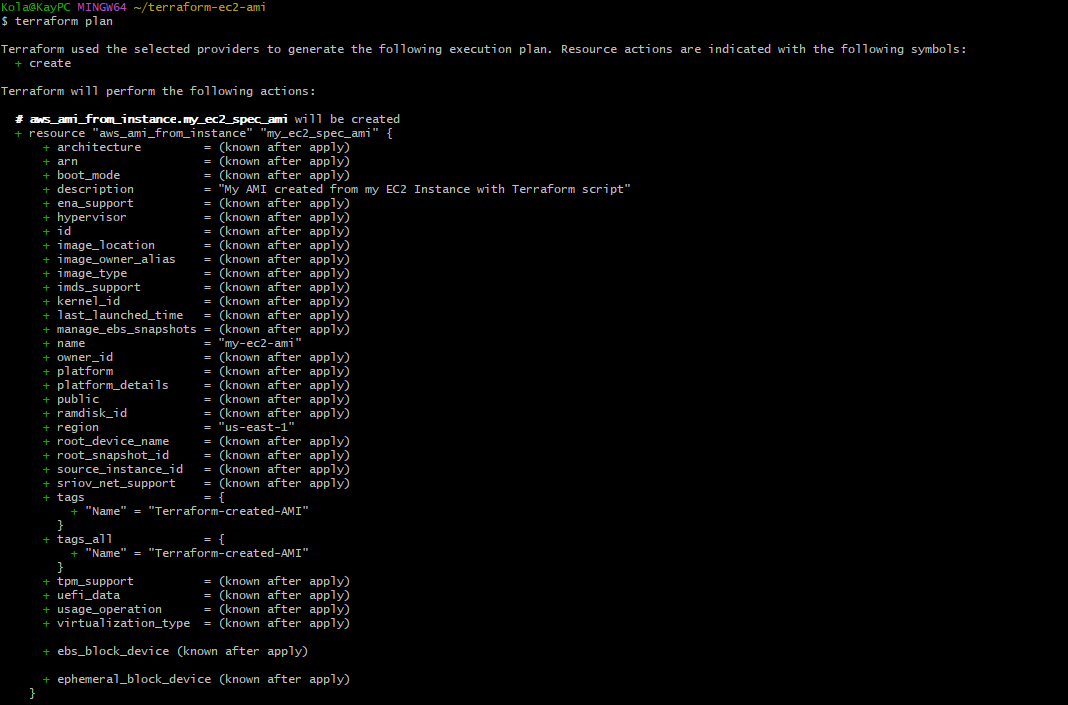 Kola@KayPC MINGW64 ~/terraform-ec2-ami
$ terraform plan

Terraform used the selected providers to generate the following execution plan. Resource actions are indicated with the following symbols:
  + create

Terraform will perform the following actions:

  # aws_ami_from_instance.my_ec2_spec_ami will be created
  + resource "aws_ami_from_instance" "my_ec2_spec_ami" {
      + architecture         = (known after apply)
      + arn                  = (known after apply)
      + boot_mode            = (known after apply)
      + description          = "My AMI created from my EC2 Instance with Terraform script"
      + ena_support          = (known after apply)
      + hypervisor           = (known after apply)
      + id                   = (known after apply)
      + image_location       = (known after apply)
      + image_owner_alias    = (known after apply)
      + image_type           = (known after apply)
      + imds_support         = (known after apply)
      + kernel_id            = (known after apply)
      + last_launched_time   = (known after apply)
      + manage_ebs_snapshots = (known after apply)
      + name                 = "my-ec2-ami"
      + owner_id             = (known after apply)
      + platform             = (known after apply)
      + platform_details     = (known after apply)
      + public               = (known after apply)
      + ramdisk_id           = (known after apply)
      + region               = "us-east-1"
      + root_device_name     = (known after apply)
      + root_snapshot_id     = (known after apply)
      + source_instance_id   = (known after apply)
      + sriov_net_support    = (known after apply)
      + tags                 = {
          + "Name" = "Terraform-created-AMI"
        }
      + tags_all             = {
          + "Name" = "Terraform-created-AMI"
        }
      + tpm_support          = (known after apply)
      + uefi_data            = (known after apply)
      + usage_operation      = (known after apply)
      + virtualization_type  = (known after apply)

      + ebs_block_device (known after apply)

      + ephemeral_block_device (known after apply)
    }